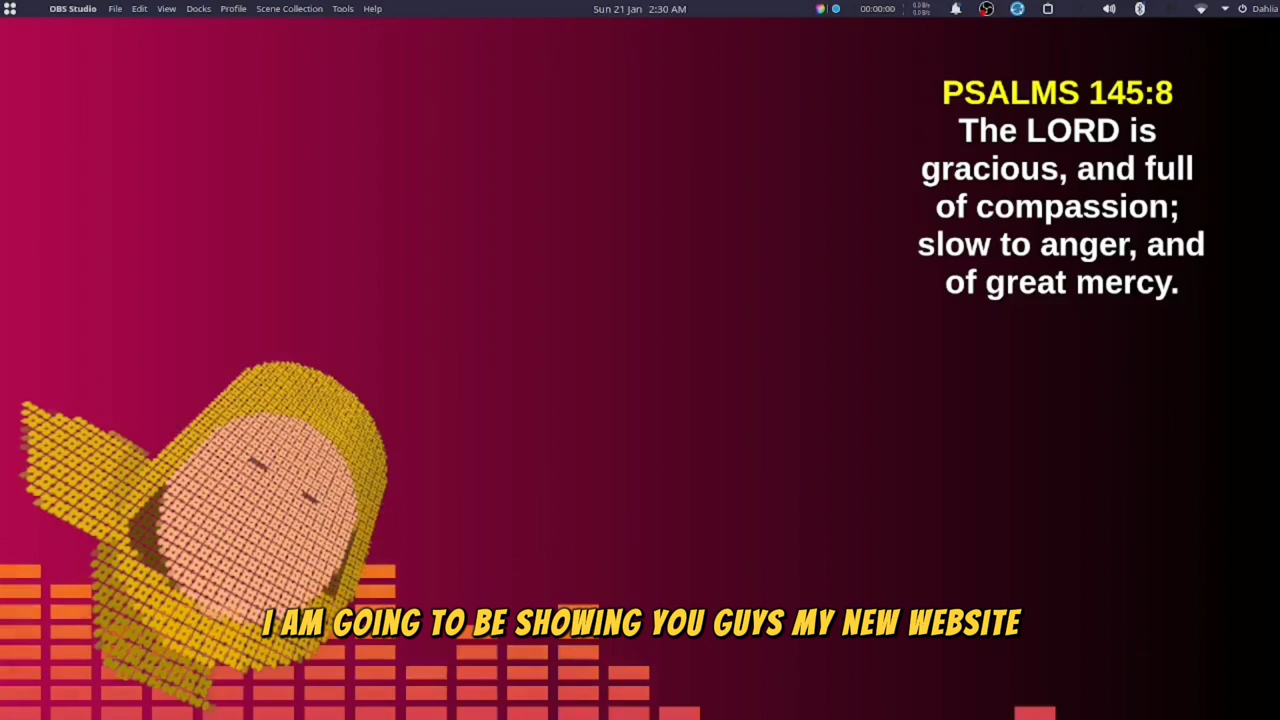 OBS Studio File Edit View Docks Profile Scene Collection Tools Help Sun 21 Jan 2:30 AM 00:00:00 Dahlia
PSALMS 145:8
The LORD is
gracious, and full
of compassion;
slow to anger, and
of great mercy.
I AM GOING TO BE SHOWING YOU GUYS MY NEW WEBSITE